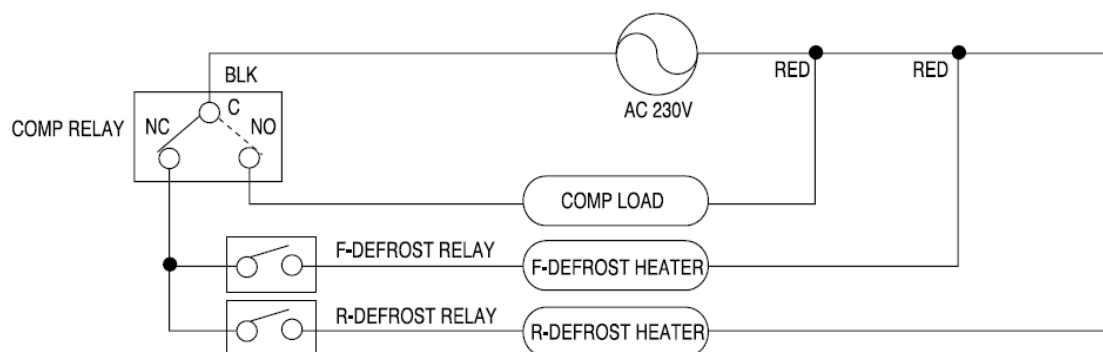 BLK
RED
RED
AC 230V
C
COMP RELAY
NC
NO
COMP LOAD
F-DEFROST RELAY
F-DEFROST HEATER
R-DEFROST RELAY
R-DEFROST HEATER